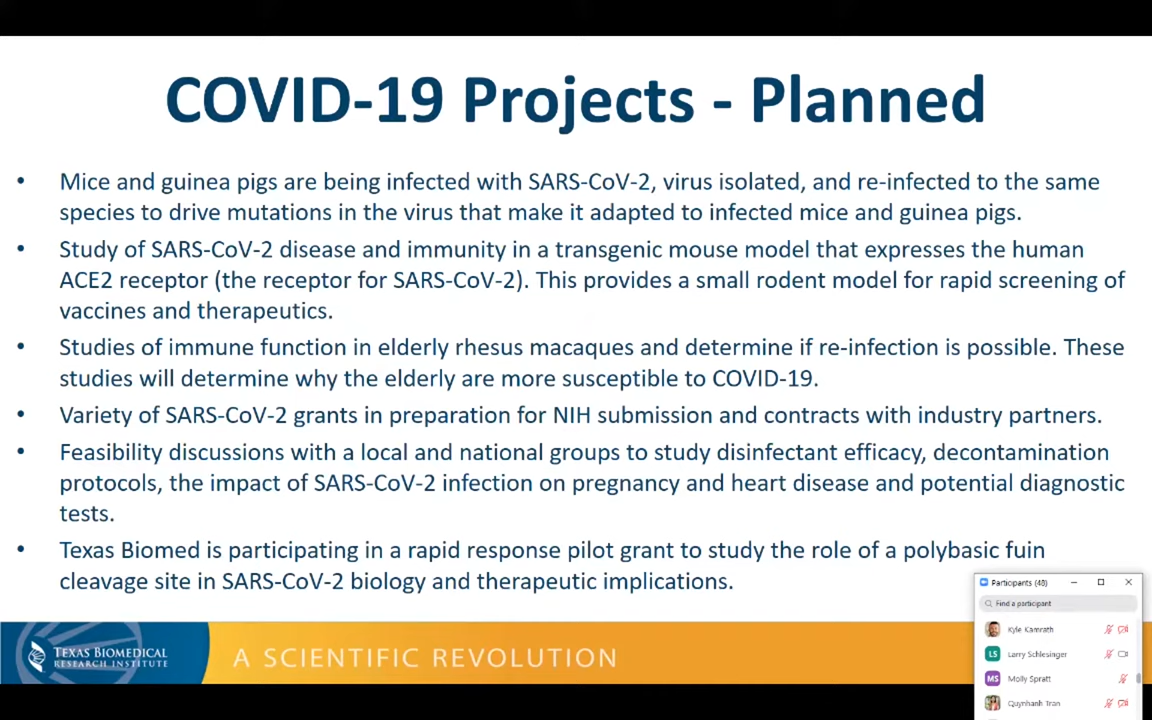 COVID-19 Projects - Planned
• Mice and guinea pigs are being infected with SARS-CoV-2, virus isolated, and re-infected to the same
species to drive mutations in the virus that make it adapted to infected mice and guinea pigs.
• Study of SARS-CoV-2 disease and immunity in a transgenic mouse model that expresses the human
ACE2 receptor (the receptor for SARS-CoV-2). This provides a small rodent model for rapid screening of
vaccines and therapeutics.
• Studies of immune function in elderly rhesus macaques and determine if re-infection is possible. These
studies will determine why the elderly are more susceptible to COVID-19.
• Variety of SARS-CoV-2 grants in preparation for NIH submission and contracts with industry partners.
• Feasibility discussions with a local and national groups to study disinfectant efficacy, decontamination
protocols, the impact of SARS-CoV-2 infection on pregnancy and heart disease and potential diagnostic
tests.
• Texas Biomed is participating in a rapid response pilot grant to study the role of a polybasic fuin
cleavage site in SARS-CoV-2 biology and therapeutic implications.
TEXAS BIOMEDICAL
RESEARCH INSTITUTE
A SCIENTIFIC REVOLUTION
Participants (48)
Find a participant
Kyle Kamrath
LS Larry Schlesinger
MS Molly Spratt
Quynhanh Tran